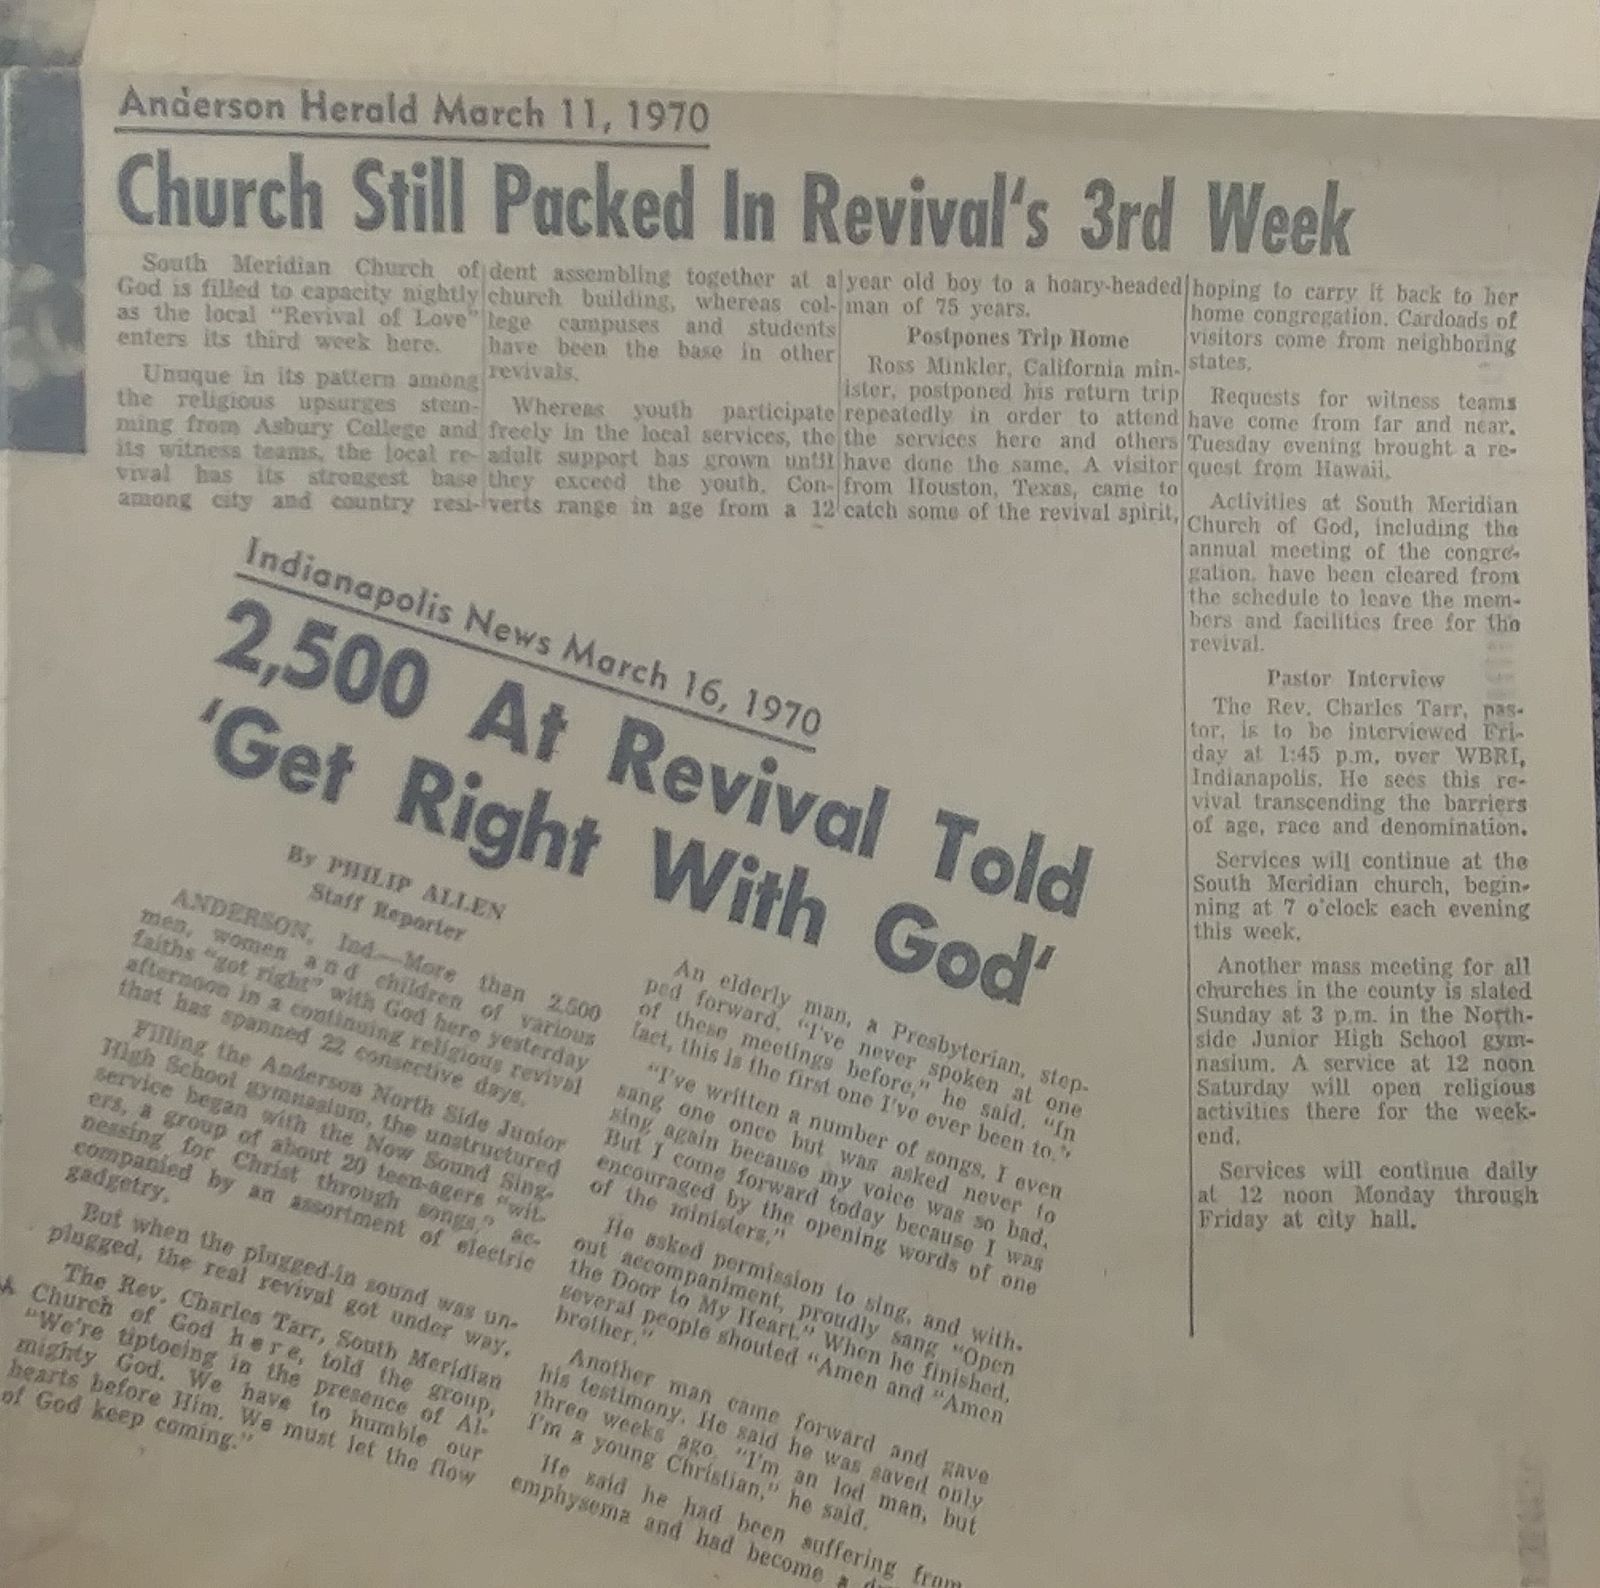 Anderson Herald March 11, 1970
Church Still Packed In Revival's 3rd Week
South Meridian Church of
God is filled to capacity nightly
as the local "Revival of Love"
enters its third week here.
Unuque in its pattern among
the religious upsurges stem-
ming from Asbury College and
its witness teams, the local re-
vival has its strongest base
among city and country resi-
dent assembling together at a
church building, whereas col-
lege campuses and students
have been the base in other
revivals.
Whereas youth participate
freely in the local services, the
adult support has grown until
they exceed the youth. Con-
verts range in age from a 12
year old boy to a hoary-headed
man of 75 years.
Postpones Trip Home
Ross Minkler, California min-
ister, postponed his return trip
repeatedly in order to attend
the services here and others
have done the same. A visitor
from Houston, Texas, came to
catch some of the revival spirit,
hoping to carry it back to her
home congregation. Cardoads of
visitors come from neighboring
states.
Requests for witness teams
have come from far and near.
Tuesday evening brought a re-
quest from Hawaii.
Activities at South Meridian
Church of God, including the
annual meeting of the congre-
gation, have been cleared from
the schedule to leave the mem-
bers and facilities free for the
revival.
Pastor Interview
The Rev. Charles Tarr, pas-
tor, is to be interviewed Fri-
day at 1:45 p.m. over WBRI,
Indianapolis. He sees this re-
vival transcending the barriers
of age, race and denomination.
Services will continue at the
South Meridian church, begin-
ning at 7 o'clock each evening
this week.
Another mass meeting for all
churches in the county is slated
Sunday at 3 p.m. in the North-
side Junior High School gym-
nasium. A service at 12 noon
Saturday will open religious
activities there for the week-
end.
Services will continue daily
at 12 noon Monday through
Friday at city hall.
Indianapolis News March 16, 1970
2,500 At Revival Told
'Get Right With God'
By PHILIP ALLEN
Staff Reporter
ANDERSON, Ind—More than 2,500
men, women and children of various
faiths "got right" with God here yesterday
afternoon in a continuing religious revival
that has spanned 22 consecutive days.
Filling the Anderson North Side Junior
High School gymnasium, the unstructured
service began with the Now Sound Sing-
ers, a group of about 20 teen-agers "wit-
nessing for Christ through songs," ac-
companied by an assortment of electric
gadgetry.
But when the plugged-in sound was un-
plugged, the real revival got under way.
The Rev. Charles Tarr, South Meridian
Church of God here, told the group,
"We're tiptoeing in the presence of Al-
mighty God. We have to humble our
hearts before Him. We must let the flow
of God keep coming."
An elderly man, a Presbyterian, step-
ped forward. "I've never spoken at one
of these meetings before," he said. "In
fact, this is the first one I've ever been to."
"I've written a number of songs. I even
sang one once but was asked never to
sing again because my voice was so bad.
But I come forward today because I was
encouraged by the opening words of one
of the ministers."
He asked permission to sing, and with-
out accompaniment, proudly sang "Open
the Door to My Heart." When he finished,
several people shouted "Amen and "Amen
brother."
Another man came forward and gave
his testimony. He said he was saved only
three weeks ago. "I'm an lod man, but
I'm a young Christian," he said.
He said he had been suffering from
emphysema and had become a